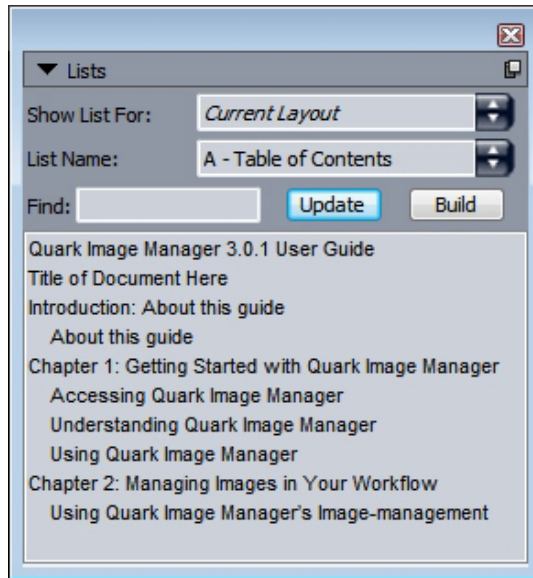 Lists
Show List For: Current Layout
List Name: A - Table of Contents
Find: Update Build
Quark Image Manager 3.0.1 User Guide
Title of Document Here
Introduction: About this guide
About this guide
Chapter 1: Getting Started with Quark Image Manager
Accessing Quark Image Manager
Understanding Quark Image Manager
Using Quark Image Manager
Chapter 2: Managing Images in Your Workflow
Using Quark Image Manager's Image-management